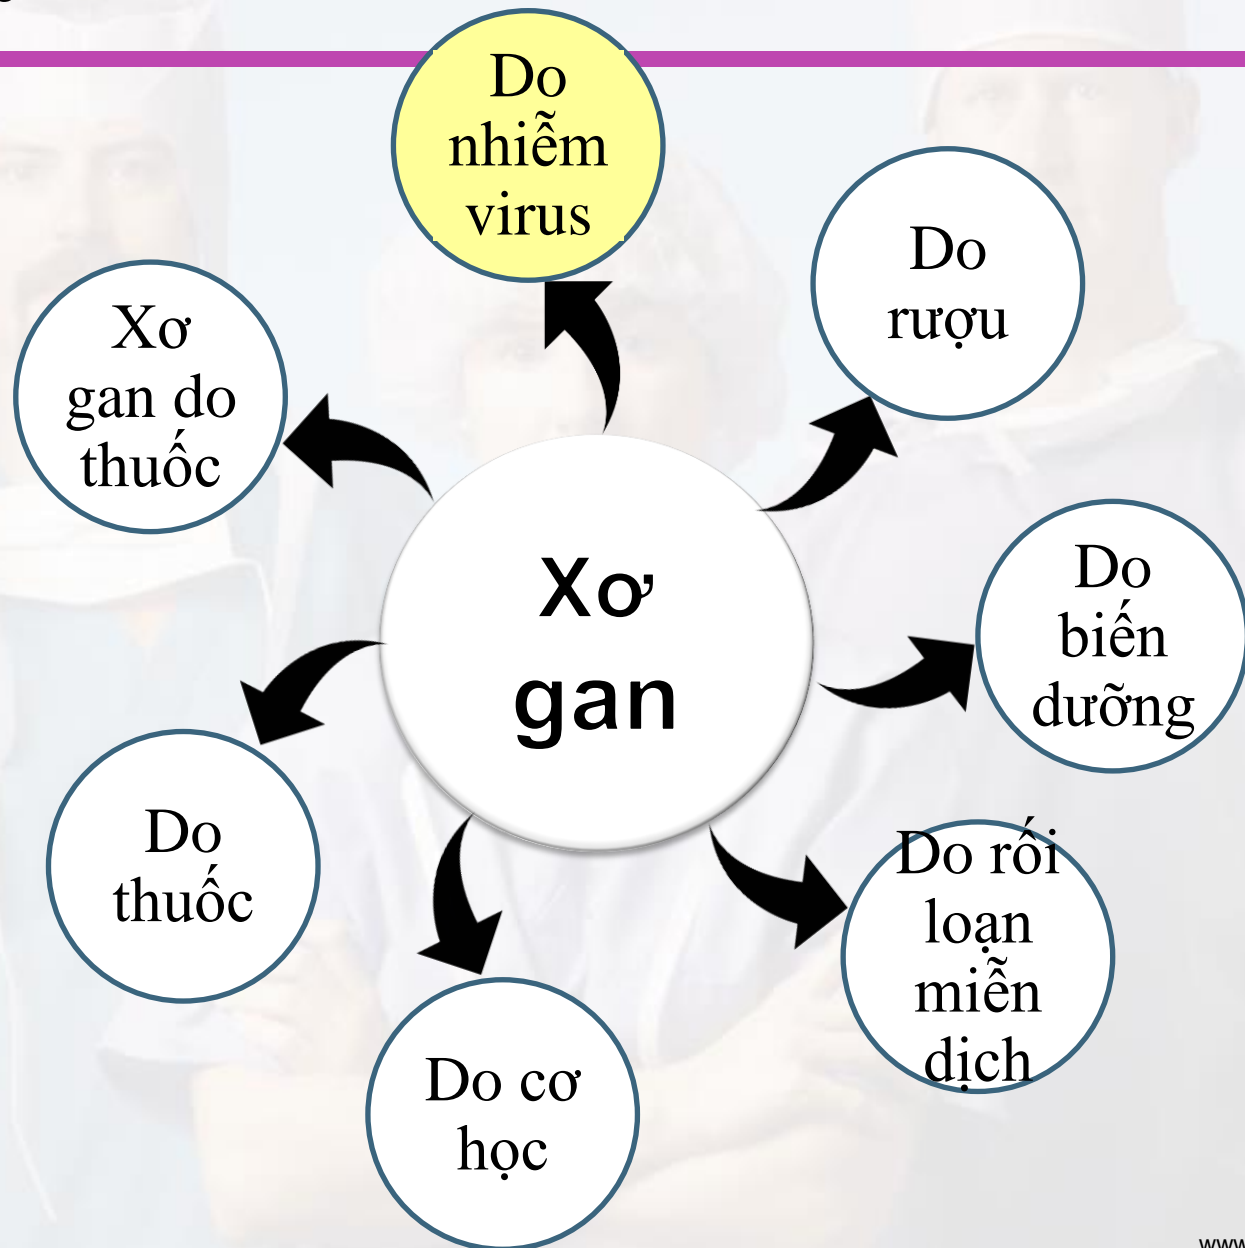 Do
nhiễm
virus
Do
rượu
Xơ
gan do
thuốc
Xơ
gan
Do
biến
dưỡng
Do
thuốc
Do rối
loạn
miễn
dịch
Do cơ
học
www